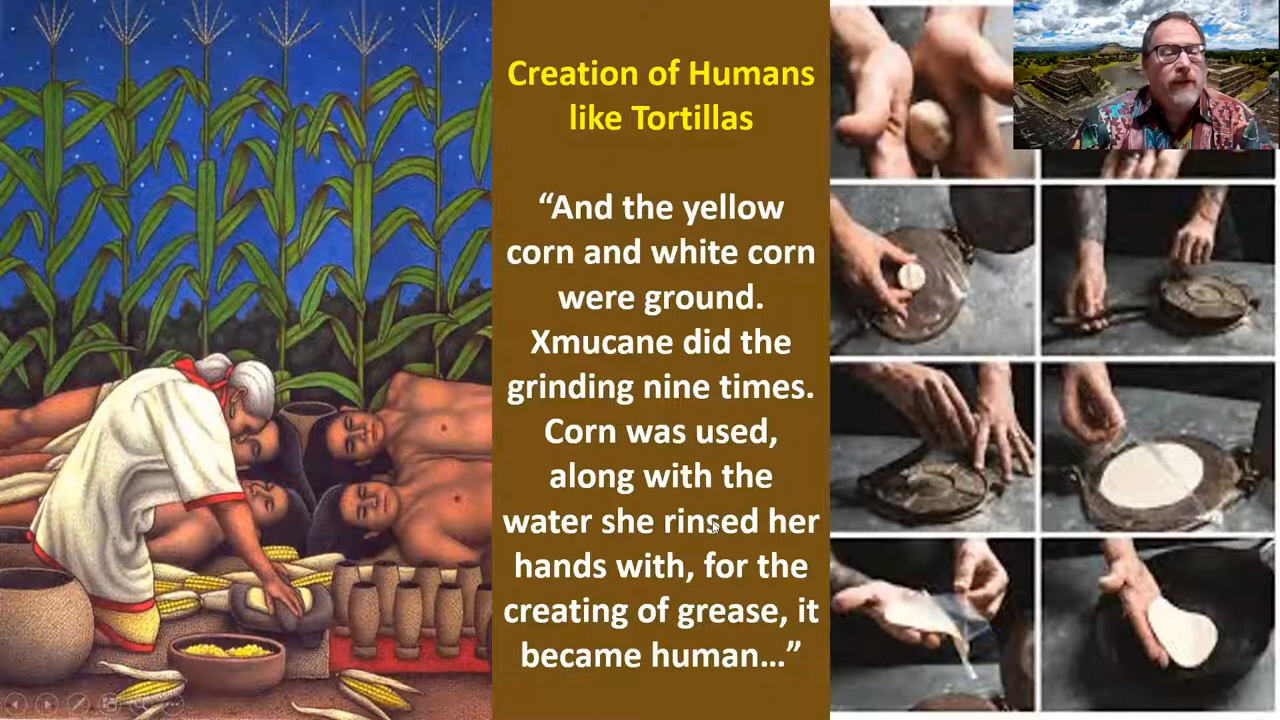 Creation of Humans
like Tortillas
“And the yellow
corn and white corn
were ground.
Xmucane did the
grinding nine times.
Corn was used,
along with the
water she rinsed her
hands with, for the
creating of grease, it
became human…”